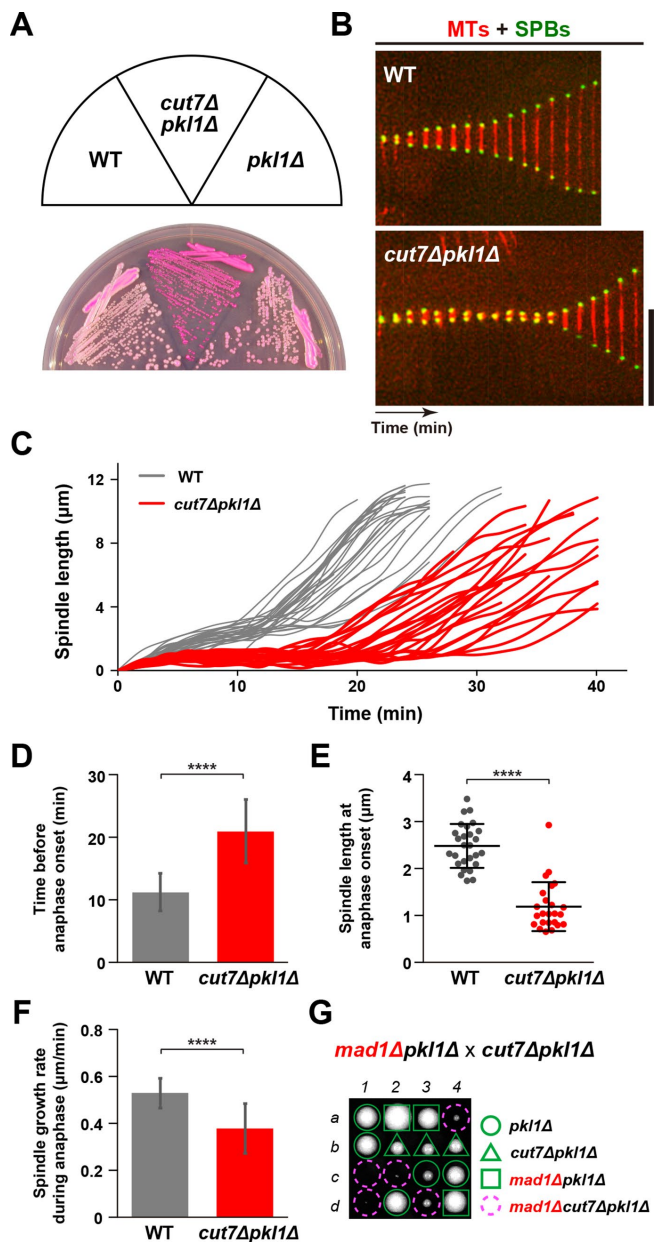 A
cut7Δ
pkl1Δ
WT
pkl1Δ
B
MTs + SPBs
WT
cut7Δpkl1Δ
Time (min)
C
WT
cut7Δpkl1Δ
Spindle length (μm)
12
8
4
0
0 10 20 30 40
Time (min)
D
Time before
anaphase onset (min)
30
20
10
0
****
WT cut7Δpkl1Δ
E
Spindle length at
anaphase onset (μm)
4
3
2
1
0
****
WT cut7Δpkl1Δ
F
Spindle growth rate
during anaphase (μm/min)
0.8
0.6
0.4
0.2
0
****
WT cut7Δpkl1Δ
G
mad1Δpkl1Δ x cut7Δpkl1Δ
1 2 3 4
a
b
c
d
pkl1Δ
cut7Δpkl1Δ
mad1Δpkl1Δ
mad1Δcut7Δpkl1Δ